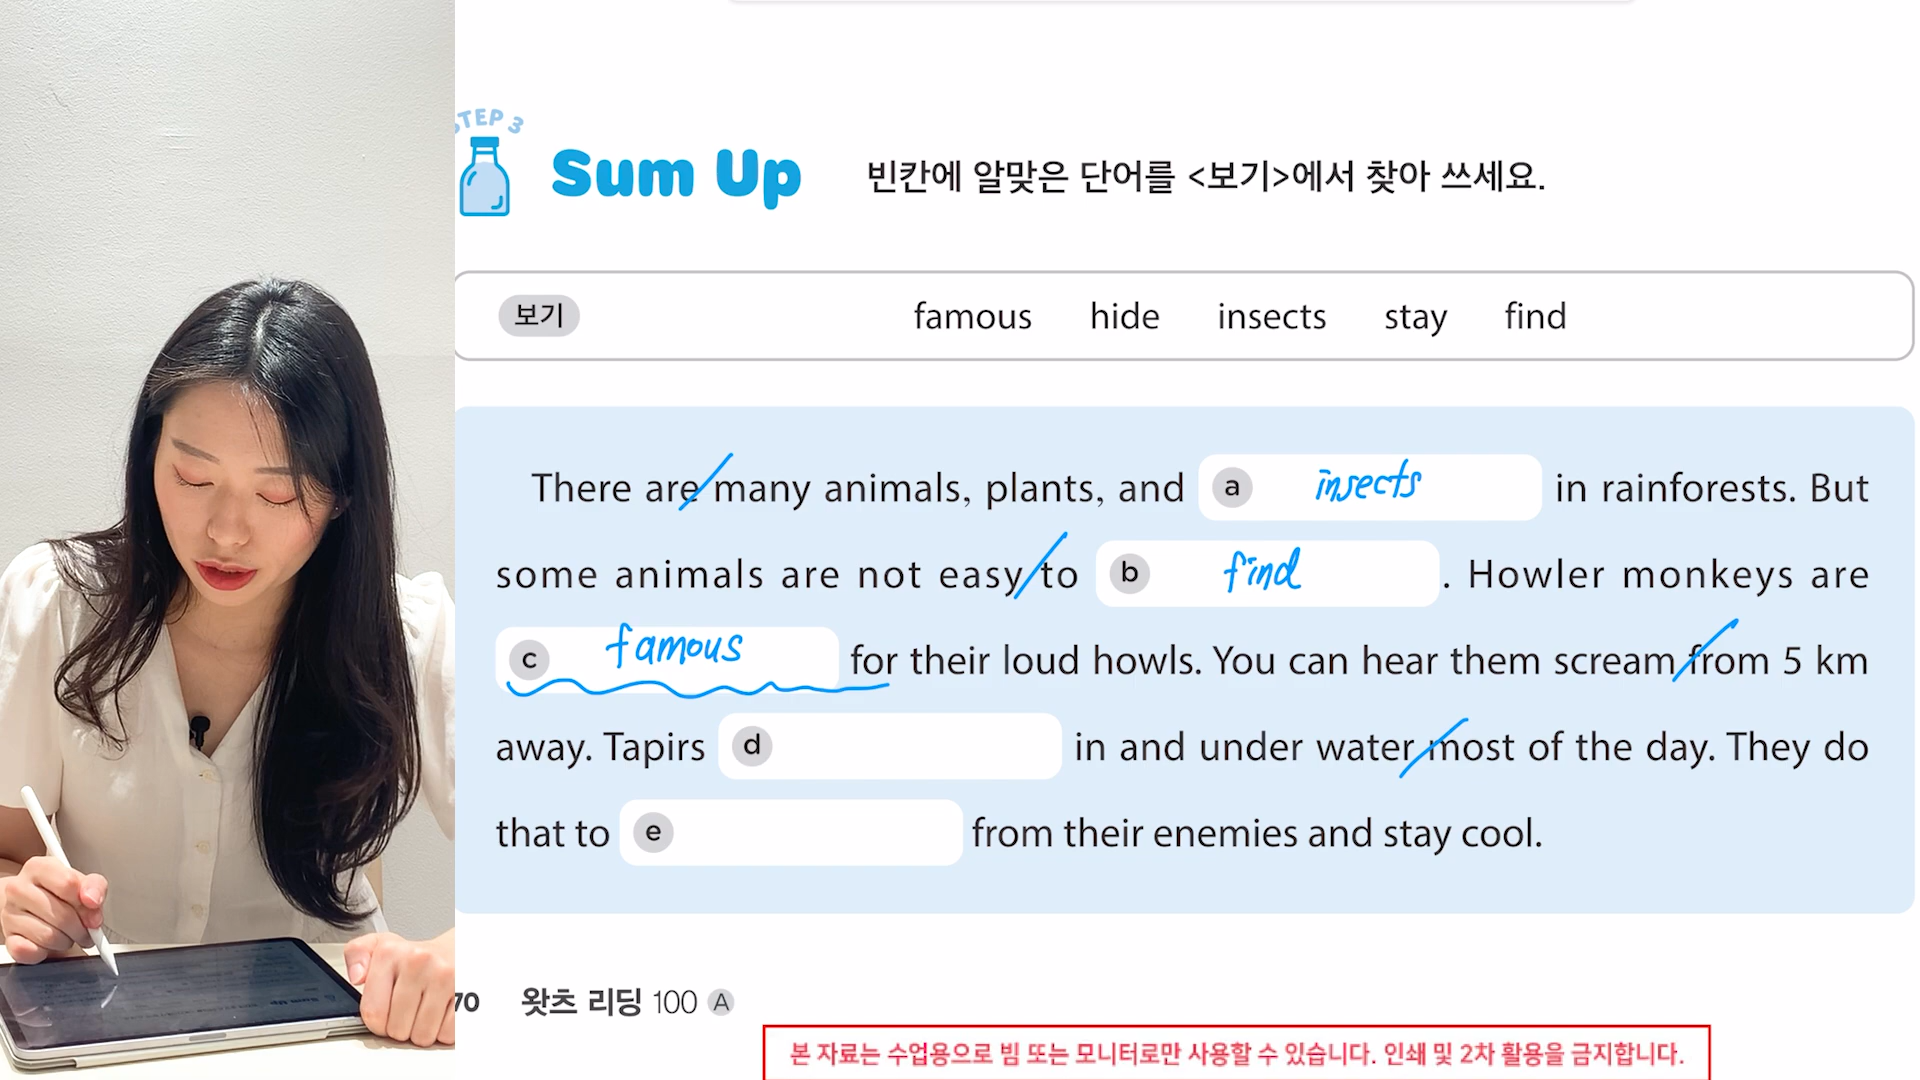 STEP 3
Sum Up 빈칸에 알맞은 단어를 <보기>에서 찾아 쓰세요.
보기 famous hide insects stay find
There are many animals, plants, and a insects in rainforests. But
some animals are not easy to b find . Howler monkeys are
c famous for their loud howls. You can hear them scream from 5 km
away. Tapirs d in and under water most of the day. They do
that to e from their enemies and stay cool.
70 왓츠 리딩 100 A
본 자료는 수업용으로 빔 또는 모니터로만 사용할 수 있습니다. 인쇄 및 2차 활용을 금지합니다.